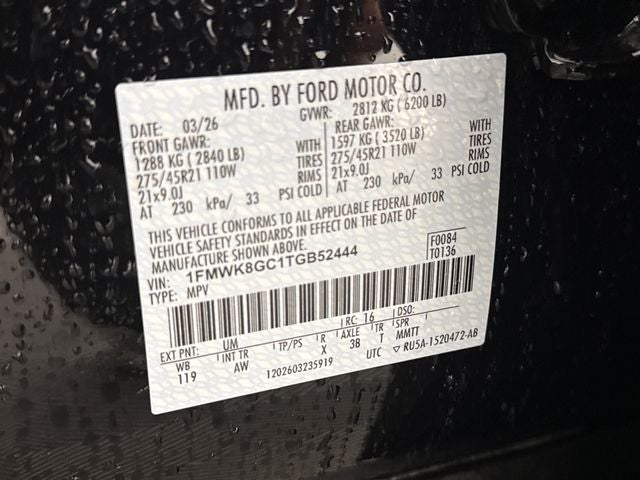 MFD. BY FORD MOTOR CO.
DATE: 03/26 GVWR: 2812 KG ( 6200 LB)
FRONT GAWR: REAR GAWR:
1288 KG ( 2840 LB) WITH 1597 KG ( 3520 LB) WITH
275/45R21 110W TIRES 275/45R21 110W TIRES
21x9.0J RIMS 21x9.0J RIMS
AT 230 kPa/ 33 PSI COLD AT 230 kPa/ 33 PSI COLD
THIS VEHICLE CONFORMS TO ALL APPLICABLE FEDERAL MOTOR
VEHICLE SAFETY STANDARDS IN EFFECT ON THE DATE OF
MANUFACTURE SHOWN ABOVE.
VIN: 1FMWK8GC1TGB52444 F0084
TYPE: MPV T0136
EXT PNT: UM RC: 16 DSO:
WB INT TR TP/PS R AXLE TR SPR
119 AW X 3B T MMTT
1202603235919 UTC ▽ RU5A-1520472-AB